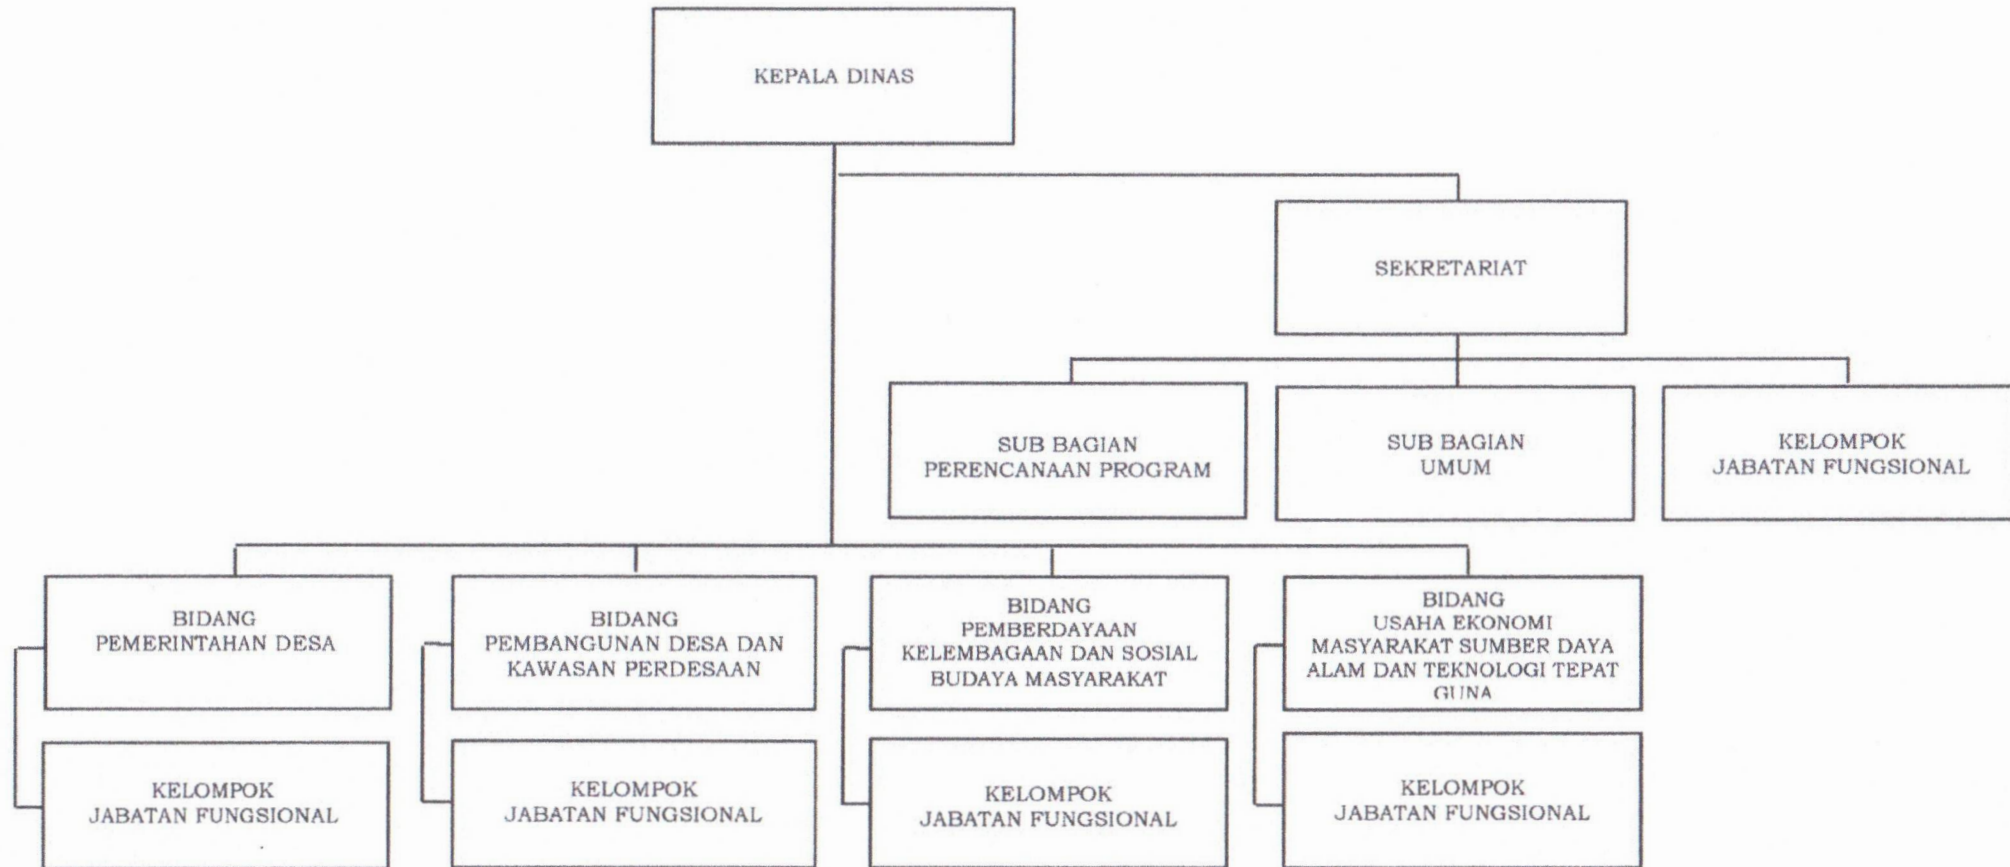 KEPALA DINAS
SEKRETARIAT
SUB BAGIAN
PERENCANAAN PROGRAM
SUB BAGIAN
UMUM
KELOMPOK
JABATAN FUNGSIONAL
BIDANG
PEMERINTAHAN DESA
BIDANG
PEMBANGUNAN DESA DAN
KAWASAN PERDESAAN
BIDANG
PEMBERDAYAAN
KELEMBAGAAN DAN SOSIAL
BUDAYA MASYARAKAT
BIDANG
USAHA EKONOMI
MASYARAKAT SUMBER DAYA
ALAM DAN TEKNOLOGI TEPAT
GUNA
KELOMPOK
JABATAN FUNGSIONAL
KELOMPOK
JABATAN FUNGSIONAL
KELOMPOK
JABATAN FUNGSIONAL
KELOMPOK
JABATAN FUNGSIONAL